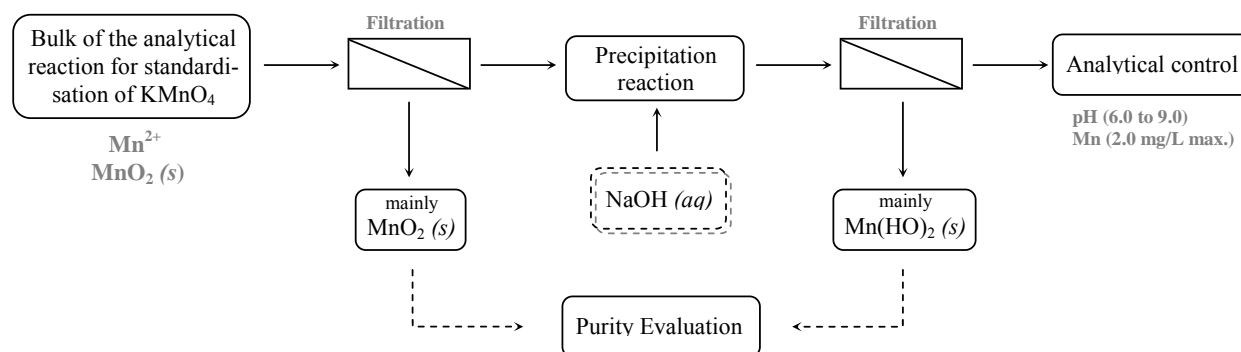 Filtration
Filtration
Bulk of the analytical
reaction for standardi-
sation of KMnO4
Precipitation
reaction
Analytical control
Mn2+
MnO2 (s)
pH (6.0 to 9.0)
Mn (2.0 mg/L max.)
mainly
MnO2 (s)
NaOH (aq)
mainly
Mn(HO)2 (s)
Purity Evaluation